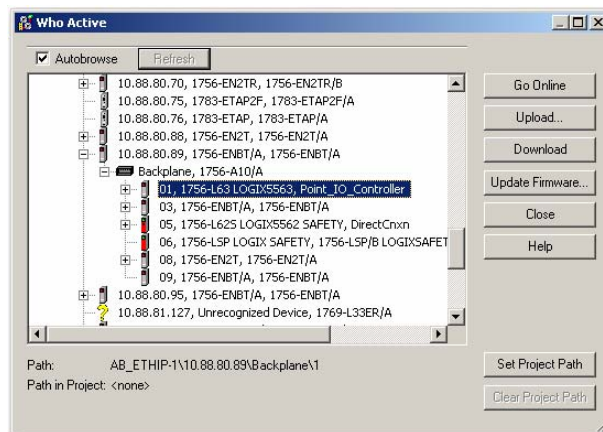 Who Active
Autobrowse
Refresh
10.88.80.70, 1756-EN2TR, 1756-EN2TR/B
10.88.80.75, 1783-ETAP2F, 1783-ETAP2F/A
10.88.80.76, 1783-ETAP, 1783-ETAP/A
10.88.80.88, 1756-EN2T, 1756-EN2T/A
10.88.80.89, 1756-ENBT/A, 1756-ENBT/A
Backplane, 1756-A10/A
01, 1756-L63 LOGIX5563, Point_IO_Controller
03, 1756-ENBT/A, 1756-ENBT/A
05, 1756-L62S LOGIX5562 SAFETY, DirectCnxn
06, 1756-LSP LOGIX SAFETY, 1756-LSP/B LOGIXSAFET
08, 1756-EN2T, 1756-EN2T/A
09, 1756-ENBT/A, 1756-ENBT/A
10.88.80.95, 1756-ENBT/A, 1756-ENBT/A
10.88.81.127, Unrecognized Device, 1769-L33ER/A
Go Online
Upload...
Download
Update Firmware...
Close
Help
Path: AB_ETHIP-1\10.88.80.89\Backplane\1
Path in Project: <none>
Set Project Path
Clear Project Path